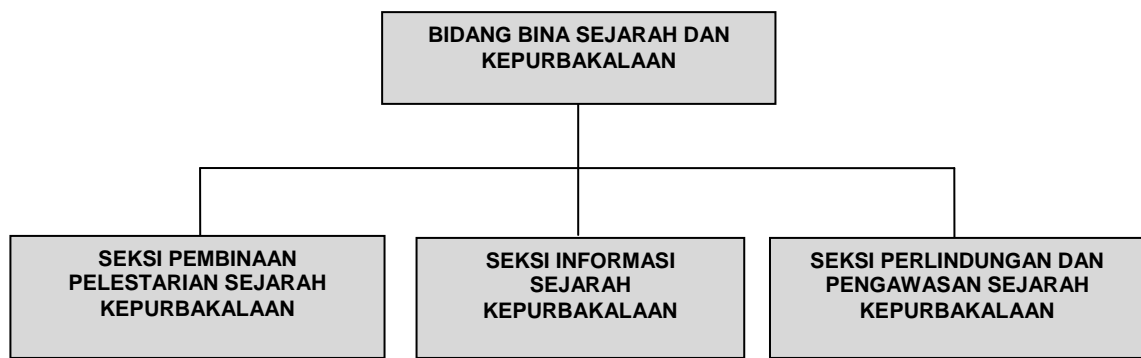 BIDANG BINA SEJARAH DAN
KEPURBAKALAAN
SEKSI PEMBINAAN
PELESTARIAN SEJARAH
KEPURBAKALAAN
SEKSI INFORMASI
SEJARAH
KEPURBAKALAAN
SEKSI PERLINDUNGAN DAN
PENGAWASAN SEJARAH
KEPURBAKALAAN